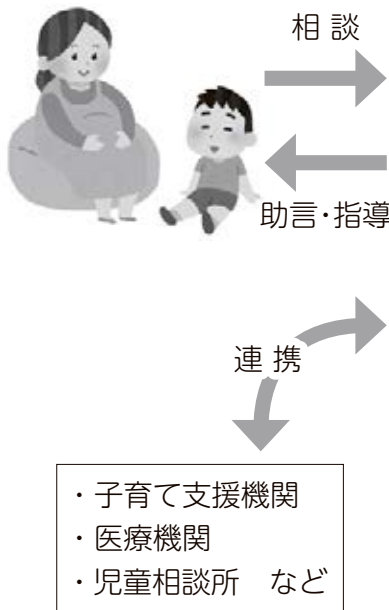 相 談
助言・指導
連 携
・子育て支援機関
・医療機関
・児童相談所　など